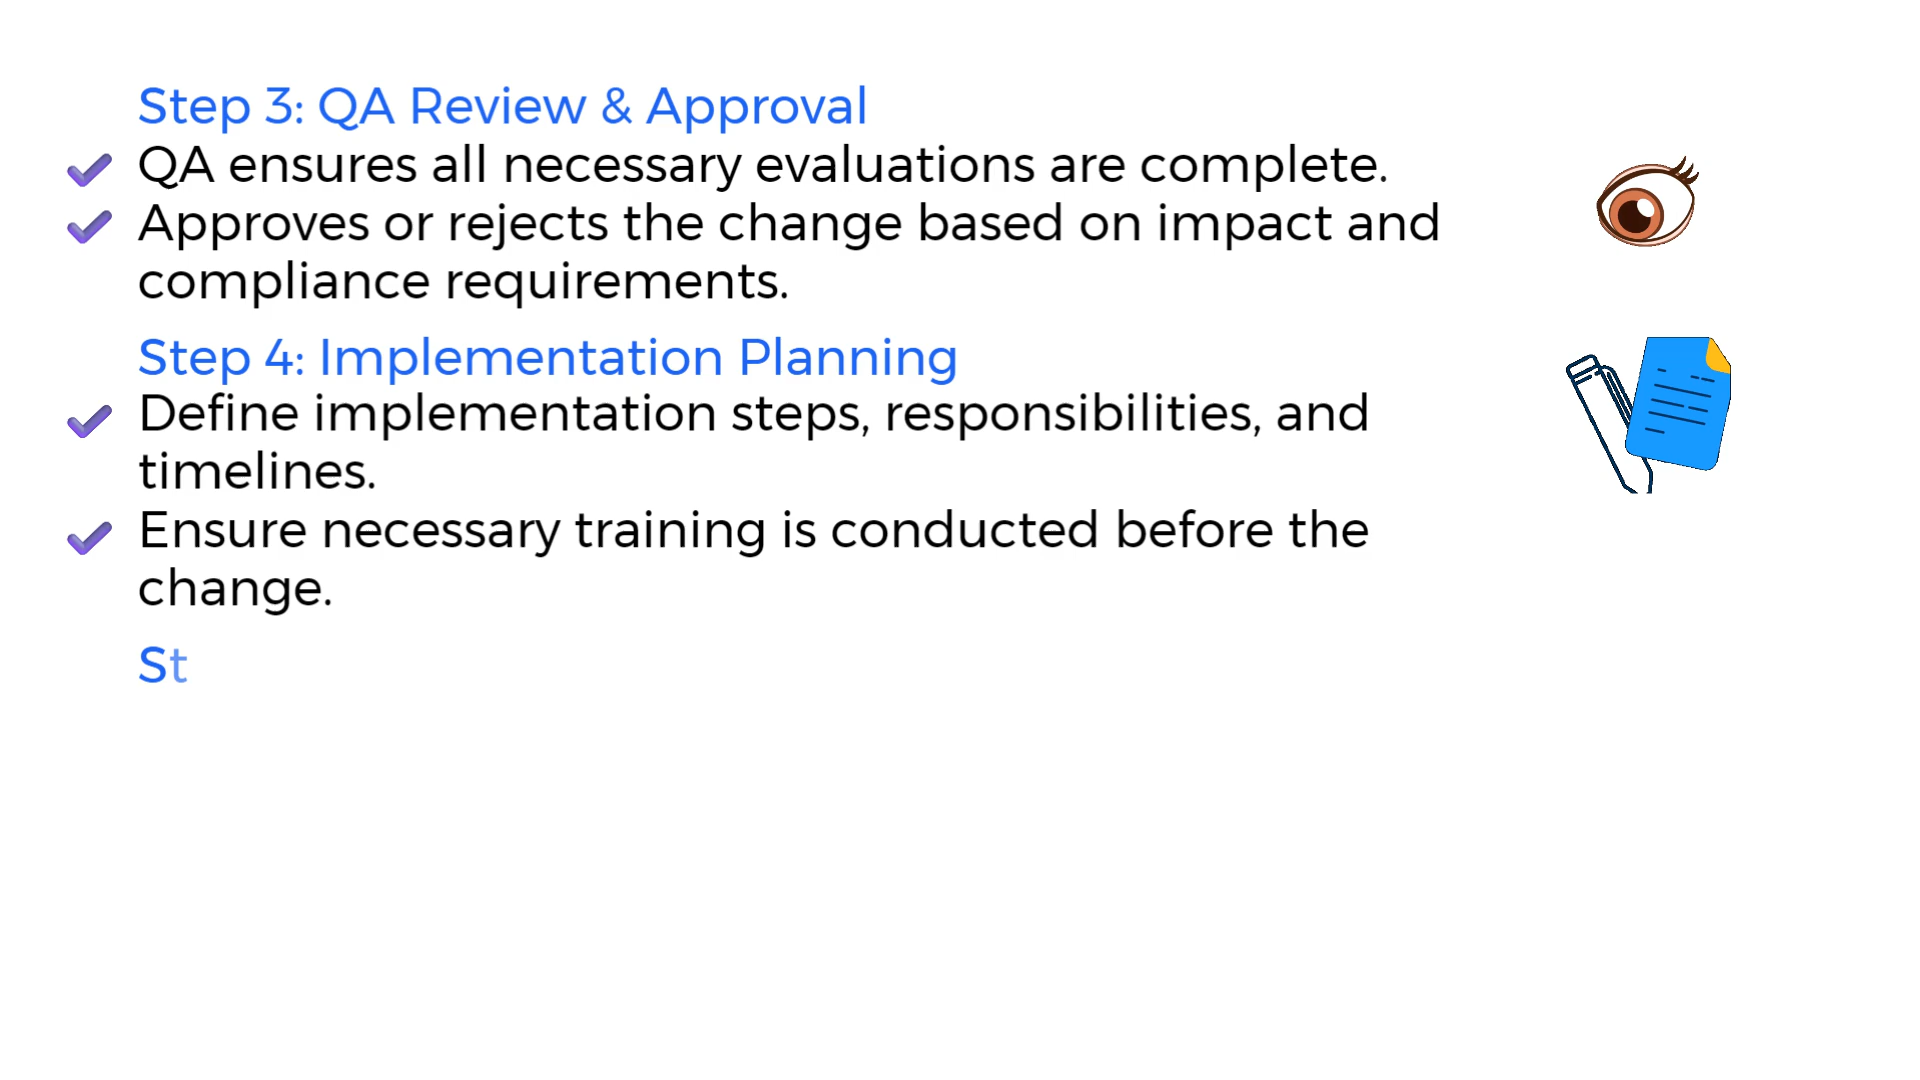 Step 3: QA Review & Approval
QA ensures all necessary evaluations are complete.
Approves or rejects the change based on impact and
compliance requirements.
Step 4: Implementation Planning
Define implementation steps, responsibilities, and
timelines.
Ensure necessary training is conducted before the
change.
St